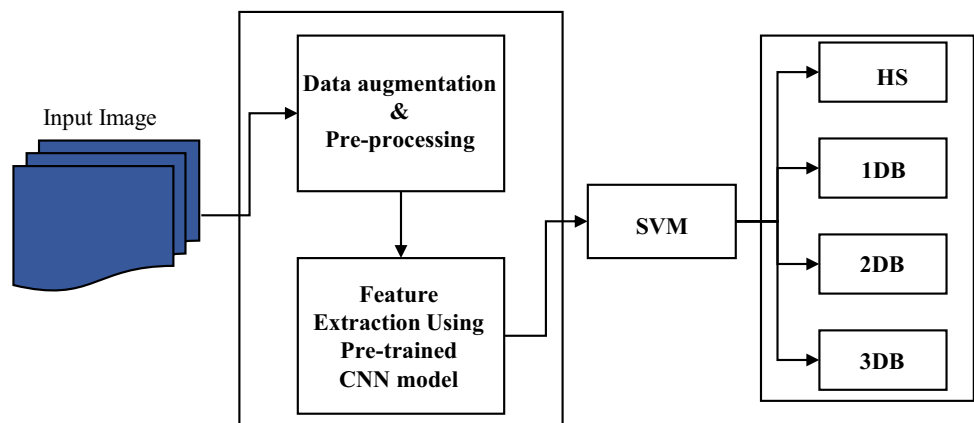 Input Image
Data augmentation
&
Pre-processing
Feature
Extraction Using
Pre-trained
CNN model
SVM
HS
1DB
2DB
3DB